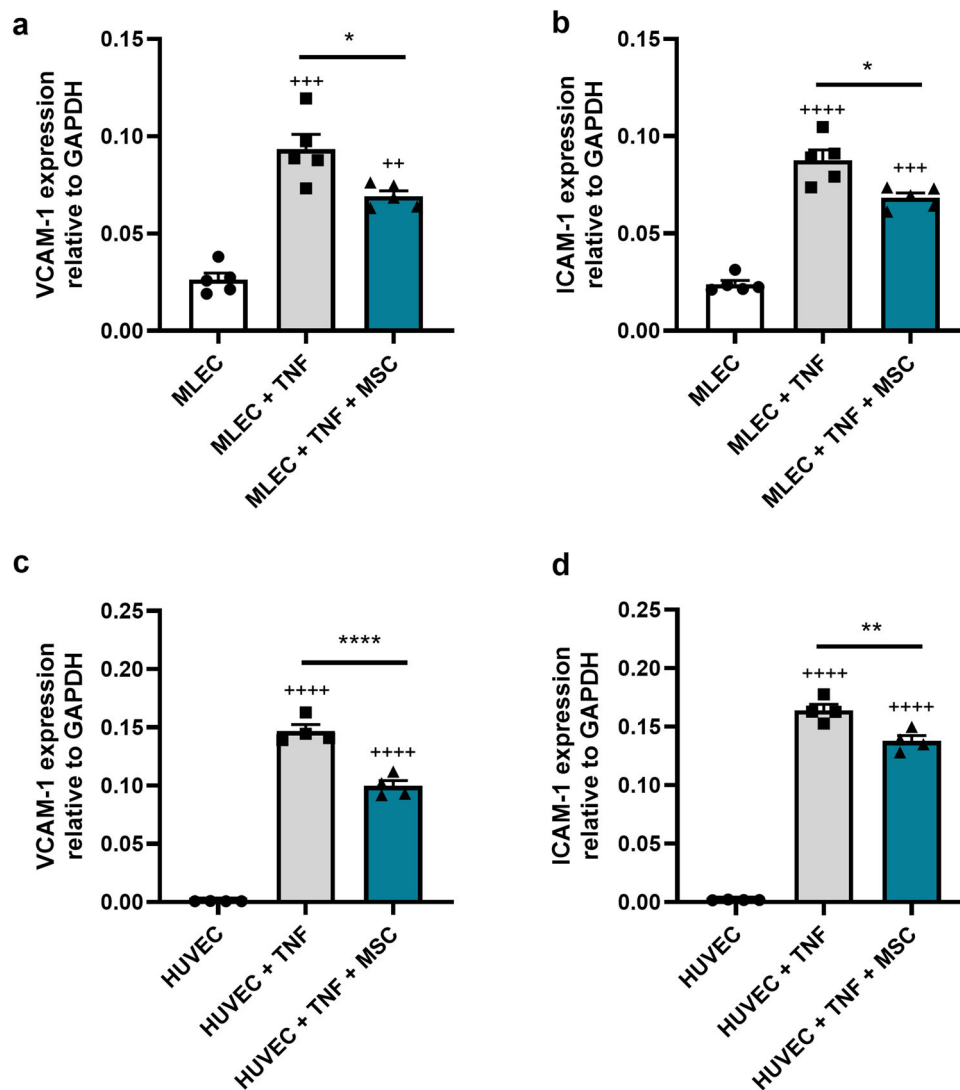 a
VCAM-1 expression
relative to GAPDH
0.15
0.10
0.05
0.00
*
+++
++
MLEC
MLEC + TNF
MLEC + TNF + MSC
b
ICAM-1 expression
relative to GAPDH
0.15
0.10
0.05
0.00
*
++++
+++
MLEC
MLEC + TNF
MLEC + TNF + MSC
c
VCAM-1 expression
relative to GAPDH
0.25
0.20
0.15
0.10
0.05
0.00
****
++++
++++
HUVEC
HUVEC + TNF
HUVEC + TNF + MSC
d
ICAM-1 expression
relative to GAPDH
0.25
0.20
0.15
0.10
0.05
0.00
**
++++
++++
HUVEC
HUVEC + TNF
HUVEC + TNF + MSC